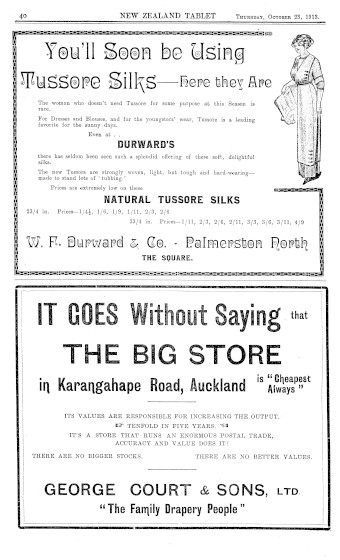 40 NEW ZEALAND TABLET Thursday, October 23, 1913.
You'll Soon be Using
Tussore Silks—Here they Are
The woman who doesn't need Tussore for some purpose at this Season is
rare.
For Dresses and Blouses, and for the youngsters' wear, Tussore is a leading
favorite for the sunny days.
Even at . .
DURWARD'S
there has seldom been seen such a splendid offering of these soft, delightful
silks.
The new Tussores are strongly woven, light, but tough and hard-wearing—
made to stand lots of 'tubbing.'
Prices are extremely low on these
NATURAL TUSSORE SILKS
23/4 in. Prices—1/4½, 1/6, 1/9, 1/11, 2/3, 2/6
33/4 in. Prices—1/11, 2/3, 2/6, 2/11, 3/3, 3/6, 3/11, 4/9
W. F. Durward & Co. - Palmerston North
THE SQUARE.
IT GOES Without Saying that
THE BIG STORE
in Karangahape Road, Auckland is "Cheapest
Always"
ITS VALUES ARE RESPONSIBLE FOR INCREASING THE OUTPUT.
☞ TENFOLD IN FIVE YEARS. ☜
IT'S A STORE THAT RUNS AN ENORMOUS POSTAL TRADE,
ACCURACY AND VALUE DOES IT!
THERE ARE NO BIGGER STOCKS. THERE ARE NO BETTER VALUES.
GEORGE COURT & SONS, LTD.
"The Family Drapery People"